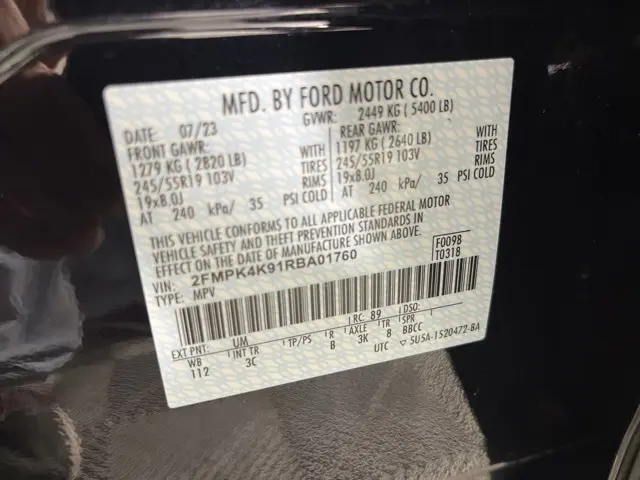 MFD. BY FORD MOTOR CO.
DATE: 07/23 GVWR: 2449 KG (5400 LB)
FRONT GAWR: WITH REAR GAWR: WITH
1279 KG (2820 LB) TIRES 1197 KG (2640 LB) TIRES
245/55R19 103V RIMS 245/55R19 103V RIMS
19x8.0J 19x8.0J
AT 240 kPa/ 35 PSI COLD AT 240 kPa/ 35 PSI COLD
THIS VEHICLE CONFORMS TO ALL APPLICABLE FEDERAL MOTOR
VEHICLE SAFETY AND THEFT PREVENTION STANDARDS IN
EFFECT ON THE DATE OF MANUFACTURE SHOWN ABOVE.
VIN: 2FMPK4K91RBA01760 F0098
TYPE: MPV T0318
EXT PNT: UM RC: 89 DSO:
WB INT TR TP/PS R AXLE TR SPR
112 3C B 3K 8 BBCC
UTC 5U5A-1520472-BA